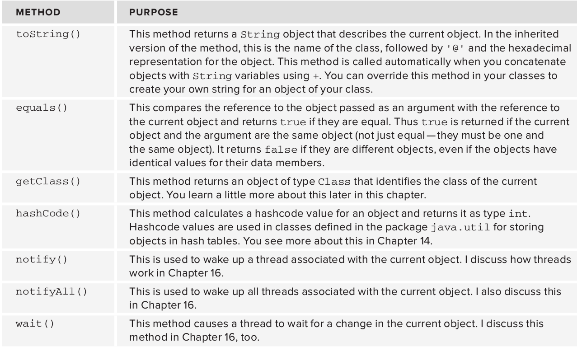 METHOD PURPOSE
toString() This method returns a String object that describes the current object. In the inherited
version of the method, this is the name of the class, followed by '@' and the hexadecimal
representation for the object. This method is called automatically when you concatenate
objects with String variables using +. You can override this method in your classes to
create your own string for an object of your class.
equals() This compares the reference to the object passed as an argument with the reference to
the current object and returns true if they are equal. Thus true is returned if the current
object and the argument are the same object (not just equal—they must be one and
the same object). It returns false if they are different objects, even if the objects have
identical values for their data members.
getClass() This method returns an object of type Class that identifies the class of the current
object. You learn a little more about this later in this chapter.
hashCode() This method calculates a hashcode value for an object and returns it as type int.
Hashcode values are used in classes defined in the package java.util for storing
objects in hash tables. You see more about this in Chapter 14.
notify() This is used to wake up a thread associated with the current object. I discuss how threads
work in Chapter 16.
notifyAll() This is used to wake up all threads associated with the current object. I also discuss this
in Chapter 16.
wait() This method causes a thread to wait for a change in the current object. I discuss this
method in Chapter 16, too.